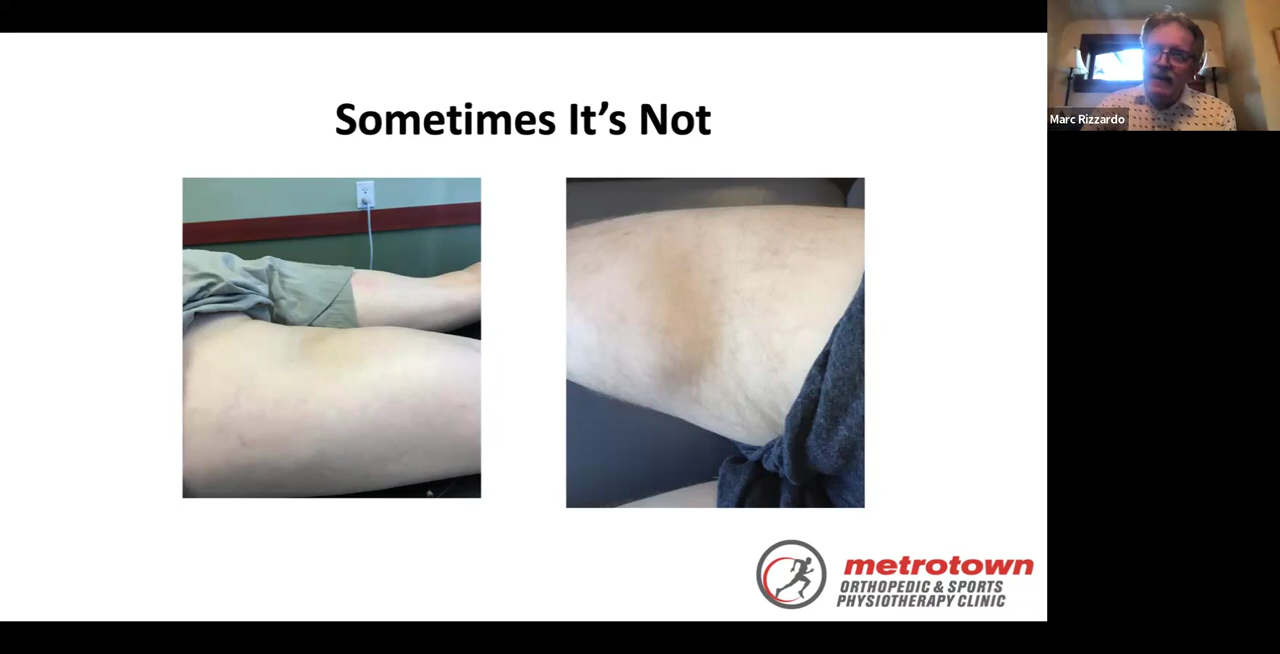 Sometimes It's Not
Marc Rizzardo
metrotown
ORTHOPEDIC & SPORTS
PHYSIOTHERAPY CLINIC